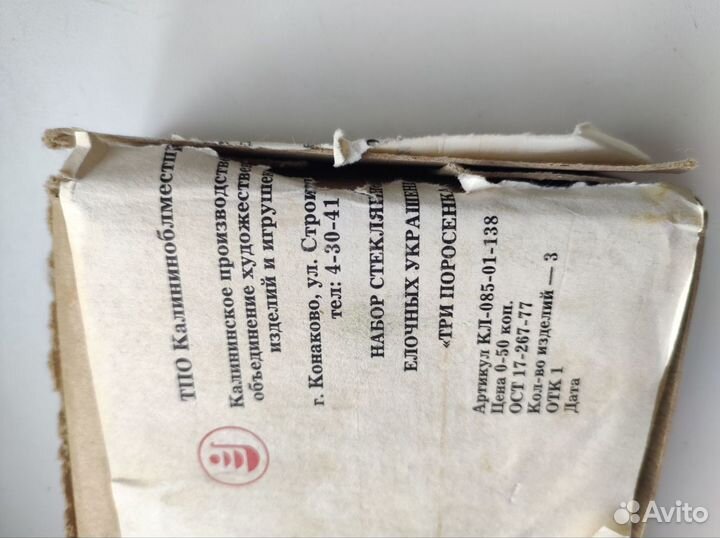 ТПО Калининоблместпр
Калининское производств
объединение художестве
изделий и игрушек
г. Конаково, ул. Строит
тел: 4-30-41
НАБОР СТЕКЛЯН
ЕЛОЧНЫХ УКРАШЕН
«ТРИ ПОРОСЕНКА
Артикул КЛ-085-01-138
Цена 0-50 коп.
ОСТ 17-267-77
Кол-во изделий — 3
ОТК 1
Дата
Avito